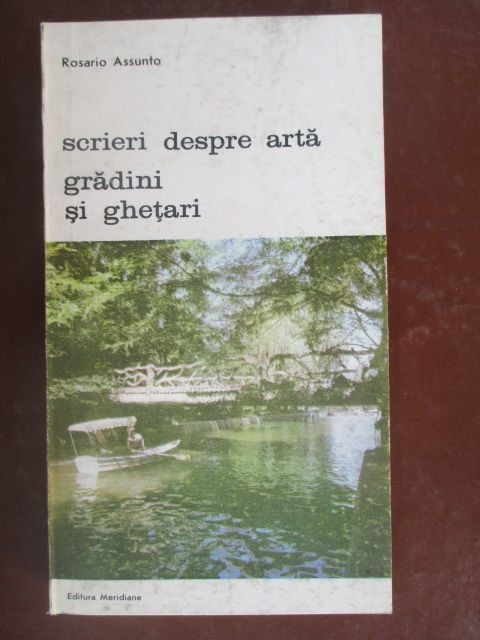 Rosario Assunto
scrieri despre artă
grădini
și ghețari
Editura Meridiane